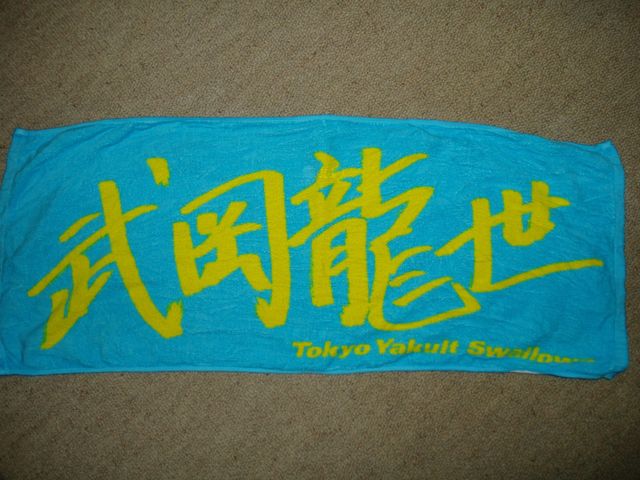 武岡龍世
Tokyo Yakult Swallows